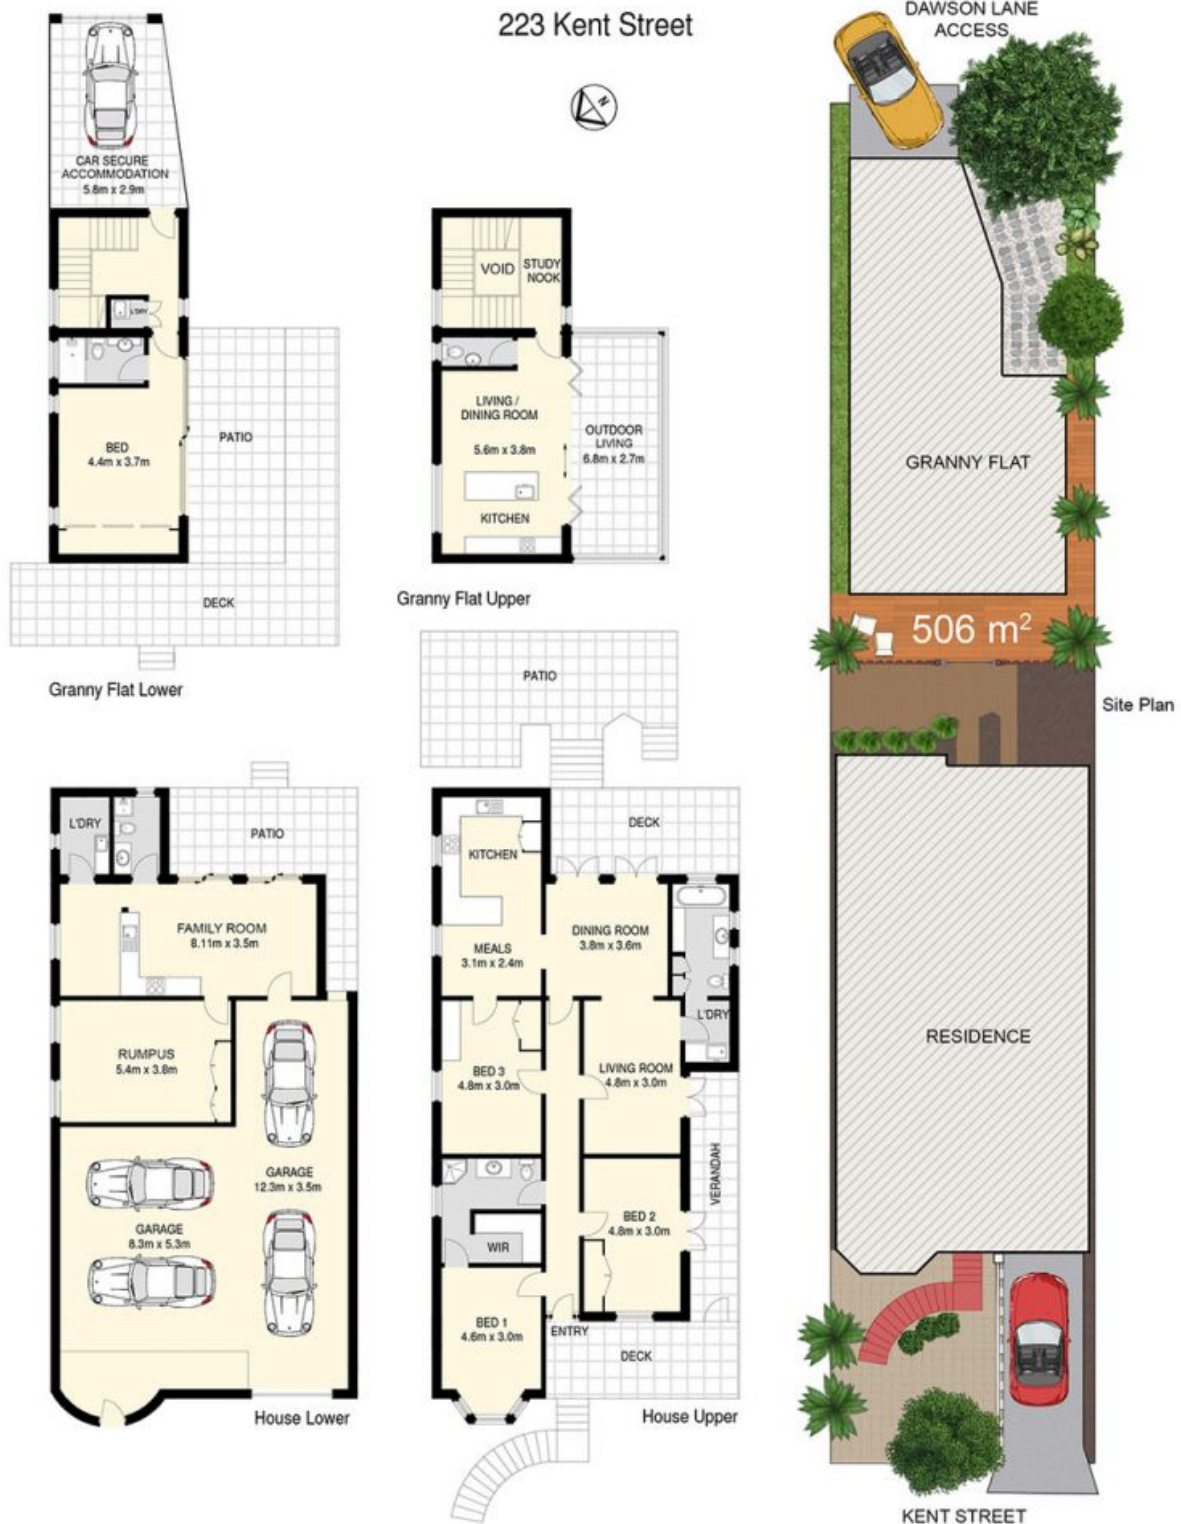 223 Kent Street
N
DAWSON LANE
ACCESS
CAR SECURE
ACCOMMODATION
5.8m x 2.9m
L'DRY
BED
4.4m x 3.7m
PATIO
DECK
Granny Flat Lower
VOID
STUDY
NOOK
LIVING /
DINING ROOM
5.6m x 3.8m
KITCHEN
OUTDOOR
LIVING
6.8m x 2.7m
Granny Flat Upper
GRANNY FLAT
506 m²
Site Plan
RESIDENCE
KENT STREET
L'DRY
PATIO
FAMILY ROOM
8.11m x 3.5m
RUMPUS
5.4m x 3.8m
GARAGE
12.3m x 3.5m
GARAGE
8.3m x 5.3m
House Lower
PATIO
DECK
KITCHEN
MEALS
3.1m x 2.4m
DINING ROOM
3.8m x 3.6m
L'DRY
BED 3
4.8m x 3.0m
LIVING ROOM
4.8m x 3.0m
VERANDAH
WIR
BED 2
4.8m x 3.0m
BED 1
4.6m x 3.0m
ENTRY
DECK
House Upper